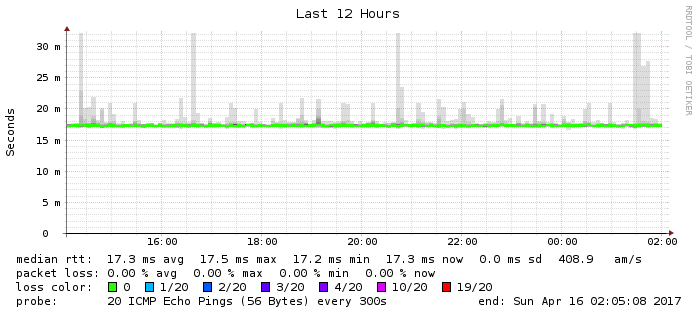 Last 12 Hours
RRDTOOL / TOBI OETIKER
Seconds
30 m
25 m
20 m
15 m
10 m
5 m
0
16:00 18:00 20:00 22:00 00:00 02:00
median rtt: 17.3 ms avg 17.5 ms max 17.2 ms min 17.3 ms now 0.0 ms sd 408.9 am/s
packet loss: 0.00 % avg 0.00 % max 0.00 % min 0.00 % now
loss color: 0 1/20 2/20 3/20 4/20 10/20 19/20
probe: 20 ICMP Echo Pings (56 Bytes) every 300s end: Sun Apr 16 02:05:08 2017